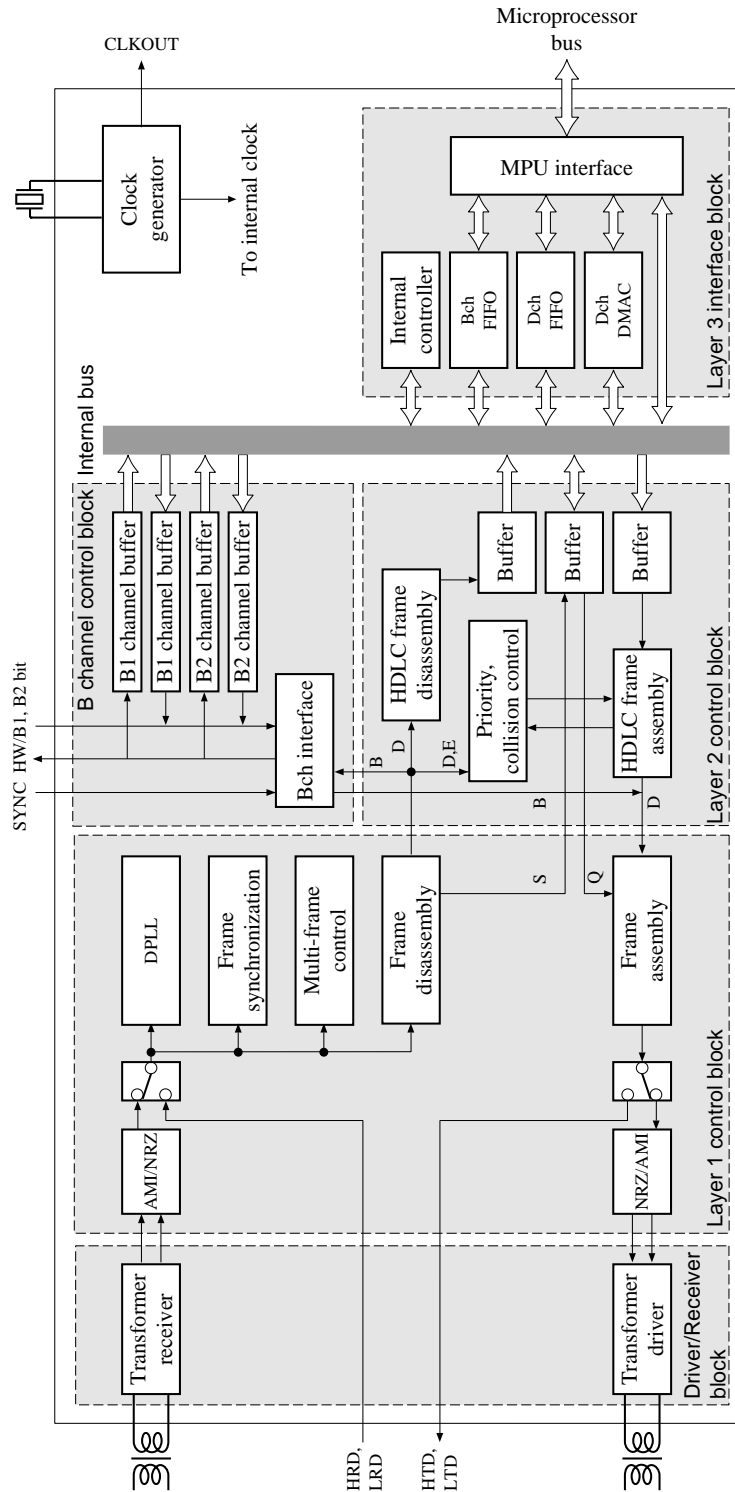 Microprocessor
bus
CLKOUT
Clock
generator
To internal clock
MPU interface
Internal
controller
Bch
FIFO
Dch
FIFO
Dch
DMAC
Layer 3 interface block
Internal bus
B channel control block
B1 channel buffer
B1 channel buffer
B2 channel buffer
B2 channel buffer
SYNC
HW/B1, B2 bit
Bch interface
HDLC frame
disassembly
Buffer
Buffer
Buffer
Priority,
collision control
HDLC frame
assembly
Layer 2 control block
B
D
D,E
B
D
S
Q
DPLL
Frame
synchronization
Multi-frame
control
Frame
disassembly
Frame
assembly
AMI/NRZ
NRZ/AMI
Layer 1 control block
Transformer
receiver
Transformer
driver
Driver/Receiver
block
HRD,
LRD
HTD,
LTD